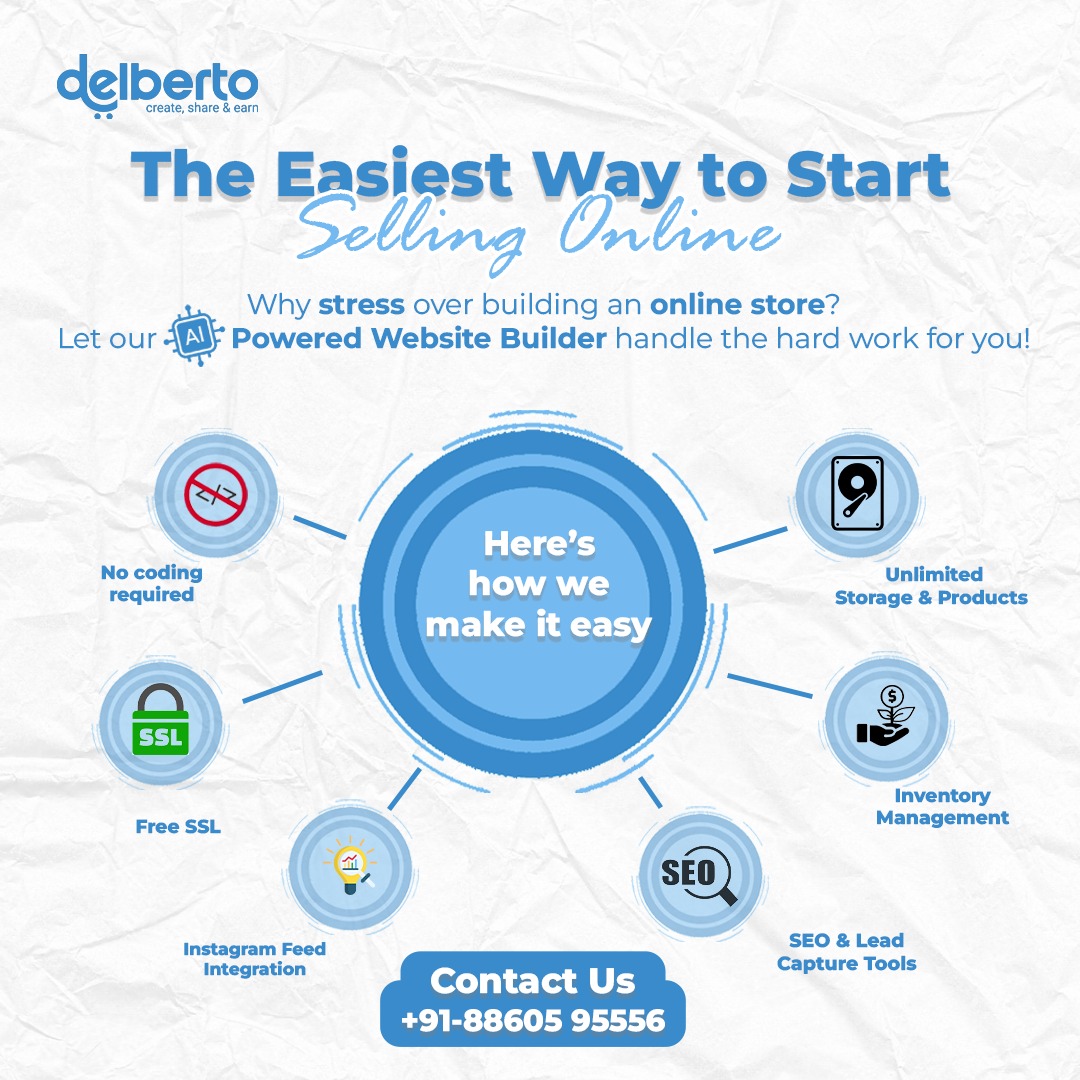 delberto
create, share & earn
The Easiest Way to Start
Selling Online
Why stress over building an online store?
Let our AI Powered Website Builder handle the hard work for you!
Here's
how we
make it easy
</>
No coding
required
Unlimited
Storage & Products
SSL
Free SSL
$
Inventory
Management
Instagram Feed
Integration
SEO
SEO & Lead
Capture Tools
Contact Us
+91-88605 95556